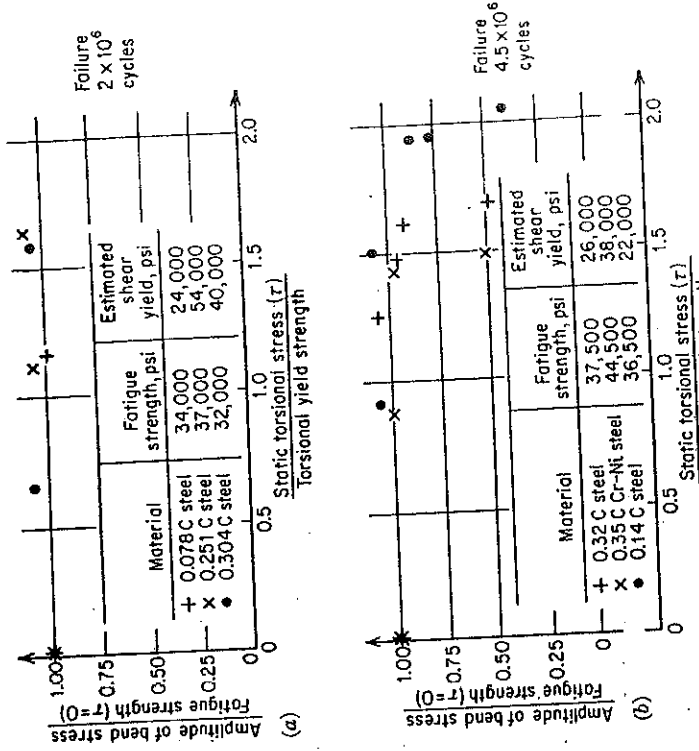 Failure
2 × 10⁶
cycles
Amplitude of bend stress
Fatigue strength (τ=0)
1.00
0.75
0.50
0.25
0
Material
Fatigue strength, psi
Estimated shear yield, psi
+ 0.078 C steel 34,000 24,000
× 0.251 C steel 37,000 54,000
● 0.304 C steel 32,000 40,000
0 0.5 1.0 1.5 2.0
Static torsional stress (τ)
Torsional yield strength
(a)
Failure
4.5 × 10⁶
cycles
Amplitude of bend stress
Fatigue strength (τ=0)
1.00
0.75
0.50
0.25
0
Material
Fatigue strength, psi
Estimated shear yield, psi
+ 0.32 C steel 37,500 26,000
× 0.35 C Cr-Ni steel 44,500 38,000
● 0.14 C steel 36,500 22,000
0 0.5 1.0 1.5 2.0
Static torsional stress (τ)
(b)